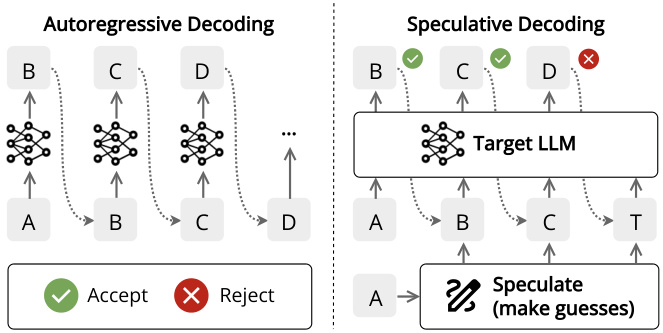 Autoregressive Decoding
B C D
...
A B C D
Accept Reject
Speculative Decoding
B C D
Target LLM
A B C T
A
Speculate
(make guesses)